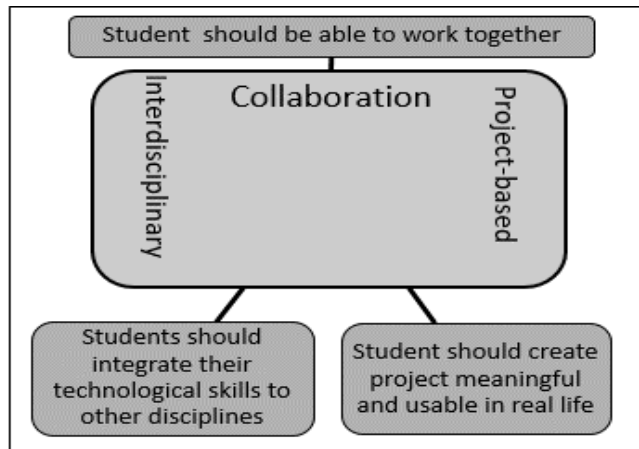 Student should be able to work together
Collaboration
Interdisciplinary
Project-based
Students should
integrate their
technological skills to
other disciplines
Student should create
project meaningful
and usable in real life